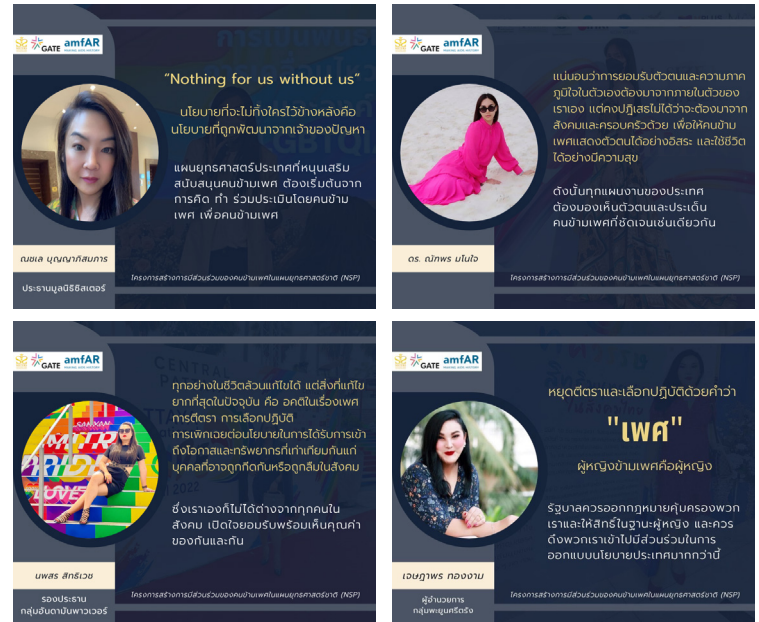 GATE
amfAR
MAKING AIDS HISTORY
"Nothing for us without us"
นโยบายที่จะไม่ทิ้งใครไว้ข้างหลังคือ
นโยบายที่ถูกพัฒนาจากเจ้าของปัญหา
แผนยุทธศาสตร์ประเทศที่หนุนเสริม
สนับสนุนคนข้ามเพศ ต้องเริ่มต้นจาก
การคิด ทำ ร่วมประเมินโดยคนข้าม
เพศ เพื่อคนข้ามเพศ
ณชเล บุญญาภิสมภาร
ประธานมูลนิธิซิสเตอร์
โครงการสร้างการมีส่วนร่วมของคนข้ามเพศในแผนยุทธศาสตร์ชาติ (NSP)
GATE
amfAR
MAKING AIDS HISTORY
แน่นอนว่าการยอมรับตัวตนและความภาค
ภูมิใจในตัวเองต้องมาจากภายในตัวของ
เราเอง แต่คงปฏิเสธไม่ได้ว่าจะต้องมาจาก
สังคมและครอบครัวด้วย เพื่อให้คนข้าม
เพศแสดงตัวตนได้อย่างอิสระ และใช้ชีวิต
ได้อย่างมีความสุข
ดังนั้นทุกแผนงานของประเทศ
ต้องมองเห็นตัวตนและประเด็น
คนข้ามเพศที่ชัดเจนเช่นเดียวกัน
ดร. ณัทพร มโนใจ
โครงการสร้างการมีส่วนร่วมของคนข้ามเพศในแผนยุทธศาสตร์ชาติ (NSP)
GATE
amfAR
MAKING AIDS HISTORY
ทุกอย่างในชีวิตล้วนแก้ไขได้ แต่สิ่งที่แก้ไข
ยากที่สุดในปัจจุบัน คือ อคติในเรื่องเพศ
การตีตรา การเลือกปฏิบัติ
การเพิกเฉยต่อนโยบายในการได้รับการเข้า
ถึงโอกาสและทรัพยากรที่เท่าเทียมกันแก่
บุคคลที่อาจถูกกีดกันหรือถูกลืมในสังคม
ซึ่งเราเองก็ไม่ได้ต่างจากทุกคนใน
สังคม เปิดใจยอมรับพร้อมเห็นคุณค่า
ของกันและกัน
SAMYAN
MITR
PRIDE
LOVE
นพสร สิทธิเวช
รองประธาน
กลุ่มอันดามันพาวเวอร์
โครงการสร้างการมีส่วนร่วมของคนข้ามเพศในแผนยุทธศาสตร์ชาติ (NSP)
GATE
amfAR
MAKING AIDS HISTORY
หยุดตีตราและเลือกปฏิบัติด้วยคำว่า
"เพศ"
ผู้หญิงข้ามเพศคือผู้หญิง
รัฐบาลควรออกกฎหมายคุ้มครองพวก
เราและให้สิทธิ์ในฐานะผู้หญิง และควร
ดึงพวกเราเข้าไปมีส่วนร่วมในการ
ออกแบบนโยบายประเทศมากกว่านี้
เจษฎาพร ทองงาม
ผู้อำนวยการ
กลุ่มพะยูนศรีตรัง
โครงการสร้างการมีส่วนร่วมของคนข้ามเพศในแผนยุทธศาสตร์ชาติ (NSP)